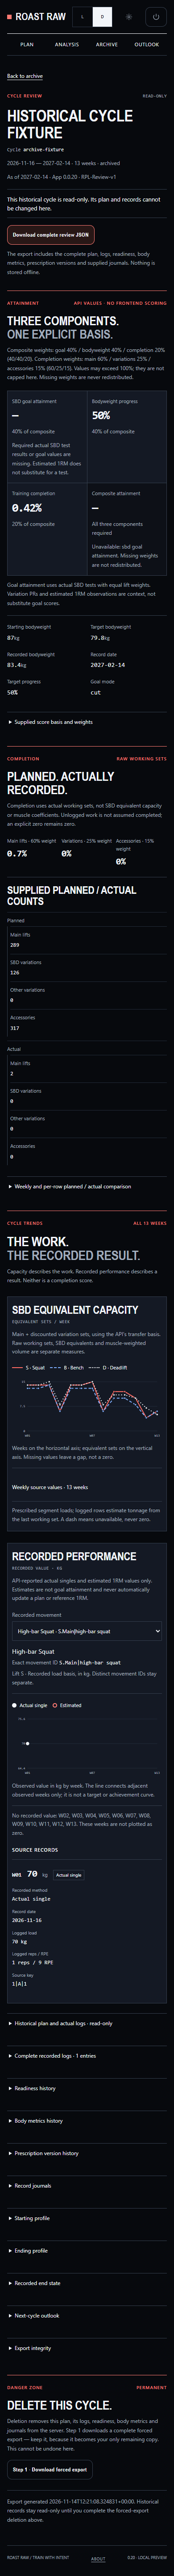 ROAST RAW
L
D
PLAN
ANALYSIS
ARCHIVE
OUTLOOK
Back to archive
CYCLE REVIEW
READ-ONLY
HISTORICAL CYCLE
FIXTURE
Cycle archive-fixture
2026-11-16 — 2027-02-14 · 13 weeks · archived
As of 2027-02-14 · App 0.0.20 · RPL-Review-v1
This historical cycle is read-only. Its plan and records cannot
be changed here.
Download complete review JSON
The export includes the complete plan, logs, readiness, body
metrics, prescription versions and supplied journals. Nothing is
stored offline.
ATTAINMENT
API VALUES · NO FRONTEND SCORING
THREE COMPONENTS.
ONE EXPLICIT BASIS.
Composite weights: goal 40% / bodyweight 40% / completion 20%
(40/40/20). Completion weights: main 60% / variations 25% /
accessories 15% (60/25/15). Values may exceed 100%; they are not
capped here. Missing weights are never redistributed.
SBD goal attainment
—
40% of composite
Required actual SBD test
results or goal values are
missing. Estimated 1RM does
not substitute for a test.
Bodyweight progress
50%
40% of composite
Training completion
0.42%
20% of composite
Composite attainment
—
All three components
required
Unavailable: sbd goal
attainment. Missing weights
are not redistributed.
Goal attainment uses actual SBD tests with equal lift weights.
Variation PRs and estimated 1RM observations are context, not
substitute goal scores.
Starting bodyweight
87kg
Target bodyweight
79.8kg
Recorded bodyweight
83.4kg
Record date
2027-02-14
Target progress
50%
Goal mode
cut
▶ Supplied score basis and weights
COMPLETION
RAW WORKING SETS
PLANNED. ACTUALLY
RECORDED.
Completion uses actual working sets, not SBD equivalent capacity
or muscle coefficients. Unlogged work is not assumed completed;
an explicit zero remains zero.
Main lifts · 60% weight
0.7%
Variations · 25% weight
0%
Accessories · 15%
weight
0%
SUPPLIED PLANNED / ACTUAL
COUNTS
Planned
Main lifts
289
SBD variations
126
Other variations
0
Accessories
317
Actual
Main lifts
2
SBD variations
0
Other variations
0
Accessories
0
▶ Weekly and per-row planned / actual comparison
CYCLE TRENDS
ALL 13 WEEKS
THE WORK.
THE RECORDED RESULT.
Capacity describes the work. Recorded performance describes a
result. Neither is a completion score.
SBD EQUIVALENT CAPACITY
EQUIVALENT SETS / WEEK
Main + discounted variation, using the API's transfer basis.
Raw working sets, SBD equivalents and muscle-weighted
volume are separate measures.
S · Squat
B · Bench
D · Deadlift
0
W01
W07
W13
Weeks on the horizontal axis; equivalent sets on the
vertical. Missing values leave a gap, not a zero.
Weekly source values · 13 weeks
Prescribed segment loads; logged rows estimate tonnage from
the last working set. A dash means unavailable, never zero.
RECORDED PERFORMANCE
RECORDED VALUE · KG
API-reported actual singles and estimated 1RM values only.
Estimates are not goal attainment and never automatically
update a plan or reference 1RM.
Recorded movement
High-bar Squat · S.Main|high-bar squat
High-bar Squat
Exact movement ID S.Main|high-bar squat
Lift S · Recorded load basis, in kg. Distinct movement IDs stay
separate.
Actual single
Estimated
W01
W07
W13
Observed value in kg by week. The line connects adjacent
observed weeks only; it is not a target or achievement curve.
No recorded value: W02, W03, W04, W05, W06, W07, W08,
W09, W10, W11, W12, W13. These weeks are not plotted as
zero.
SOURCE RECORDS
W01 70 kg Actual single
Recorded method
Actual single
Record date
2026-11-16
Logged load
70 kg
Logged reps / RPE
1 reps / 9 RPE
Source key
1|A|1
▶ Historical plan and actual logs · read-only
▶ Complete recorded logs · 1 entries
▶ Readiness history
▶ Body metrics history
▶ Prescription version history
▶ Record journals
▶ Starting profile
▶ Ending profile
▶ Recorded end state
▶ Next-cycle outlook
▶ Export integrity
DANGER ZONE
PERMANENT
DELETE THIS CYCLE.
Deletion removes this plan, its logs, readiness, body metrics and
journals from the server. Step 1 downloads a complete forced
export — keep it, because it becomes your only remaining copy.
This cannot be undone here.
Step 1 · Download forced export
Export generated 2026-11-14T12:21:08.324831+00:00. Historical
records stay read-only until you complete the forced-export
deletion above.
ROAST RAW / TRAIN WITH INTENT
ABOUT
0.20 · LOCAL PREVIEW